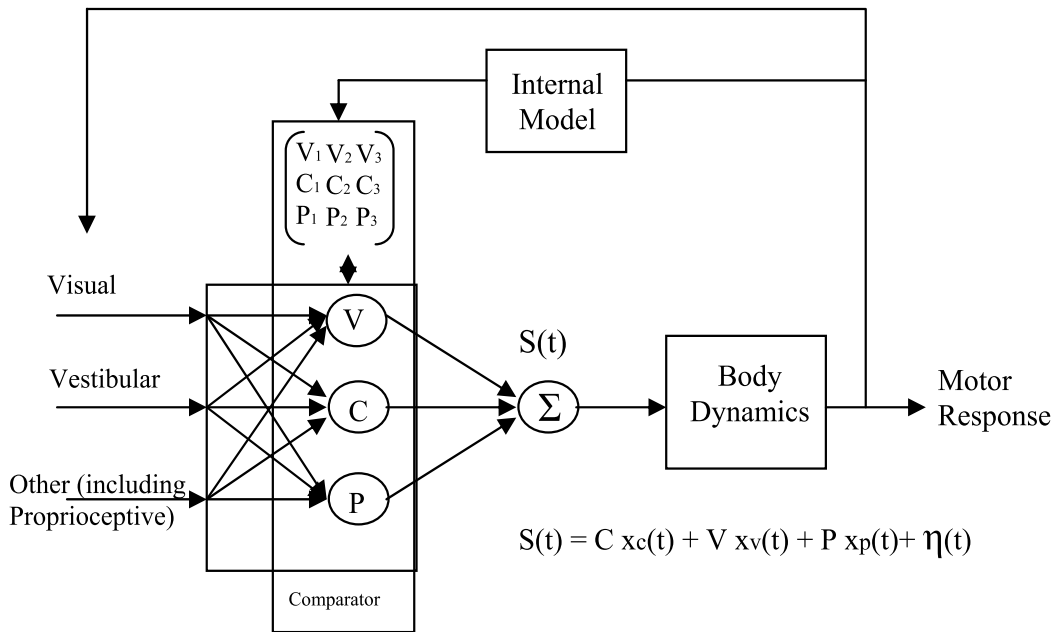 Internal
Model
V₁ V₂ V₃
C₁ C₂ C₃
P₁ P₂ P₃
Visual
V
S(t)
Vestibular
C
Σ
Body
Dynamics
Motor
Response
Other (including
Proprioceptive)
P
S(t) = C xc(t) + V xv(t) + P xp(t)+ η(t)
Comparator